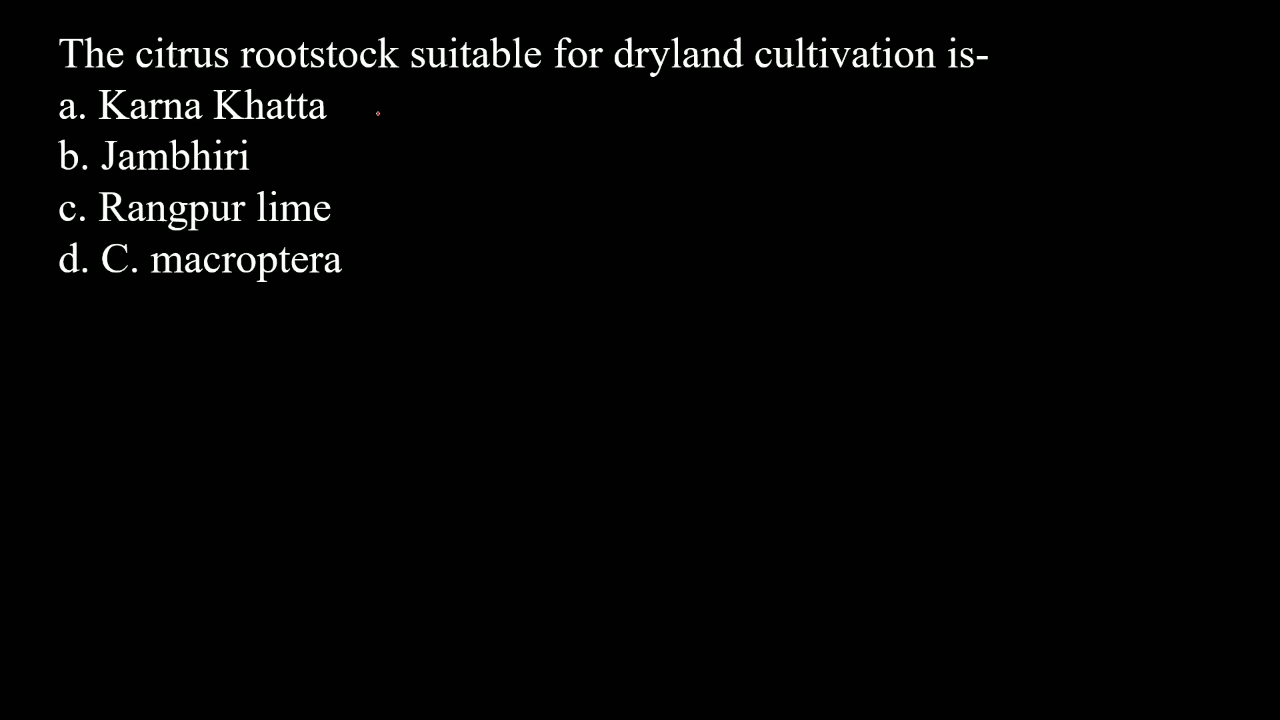 The citrus rootstock suitable for dryland cultivation is-
a. Karna Khatta
b. Jambhiri
c. Rangpur lime
d. C. macroptera